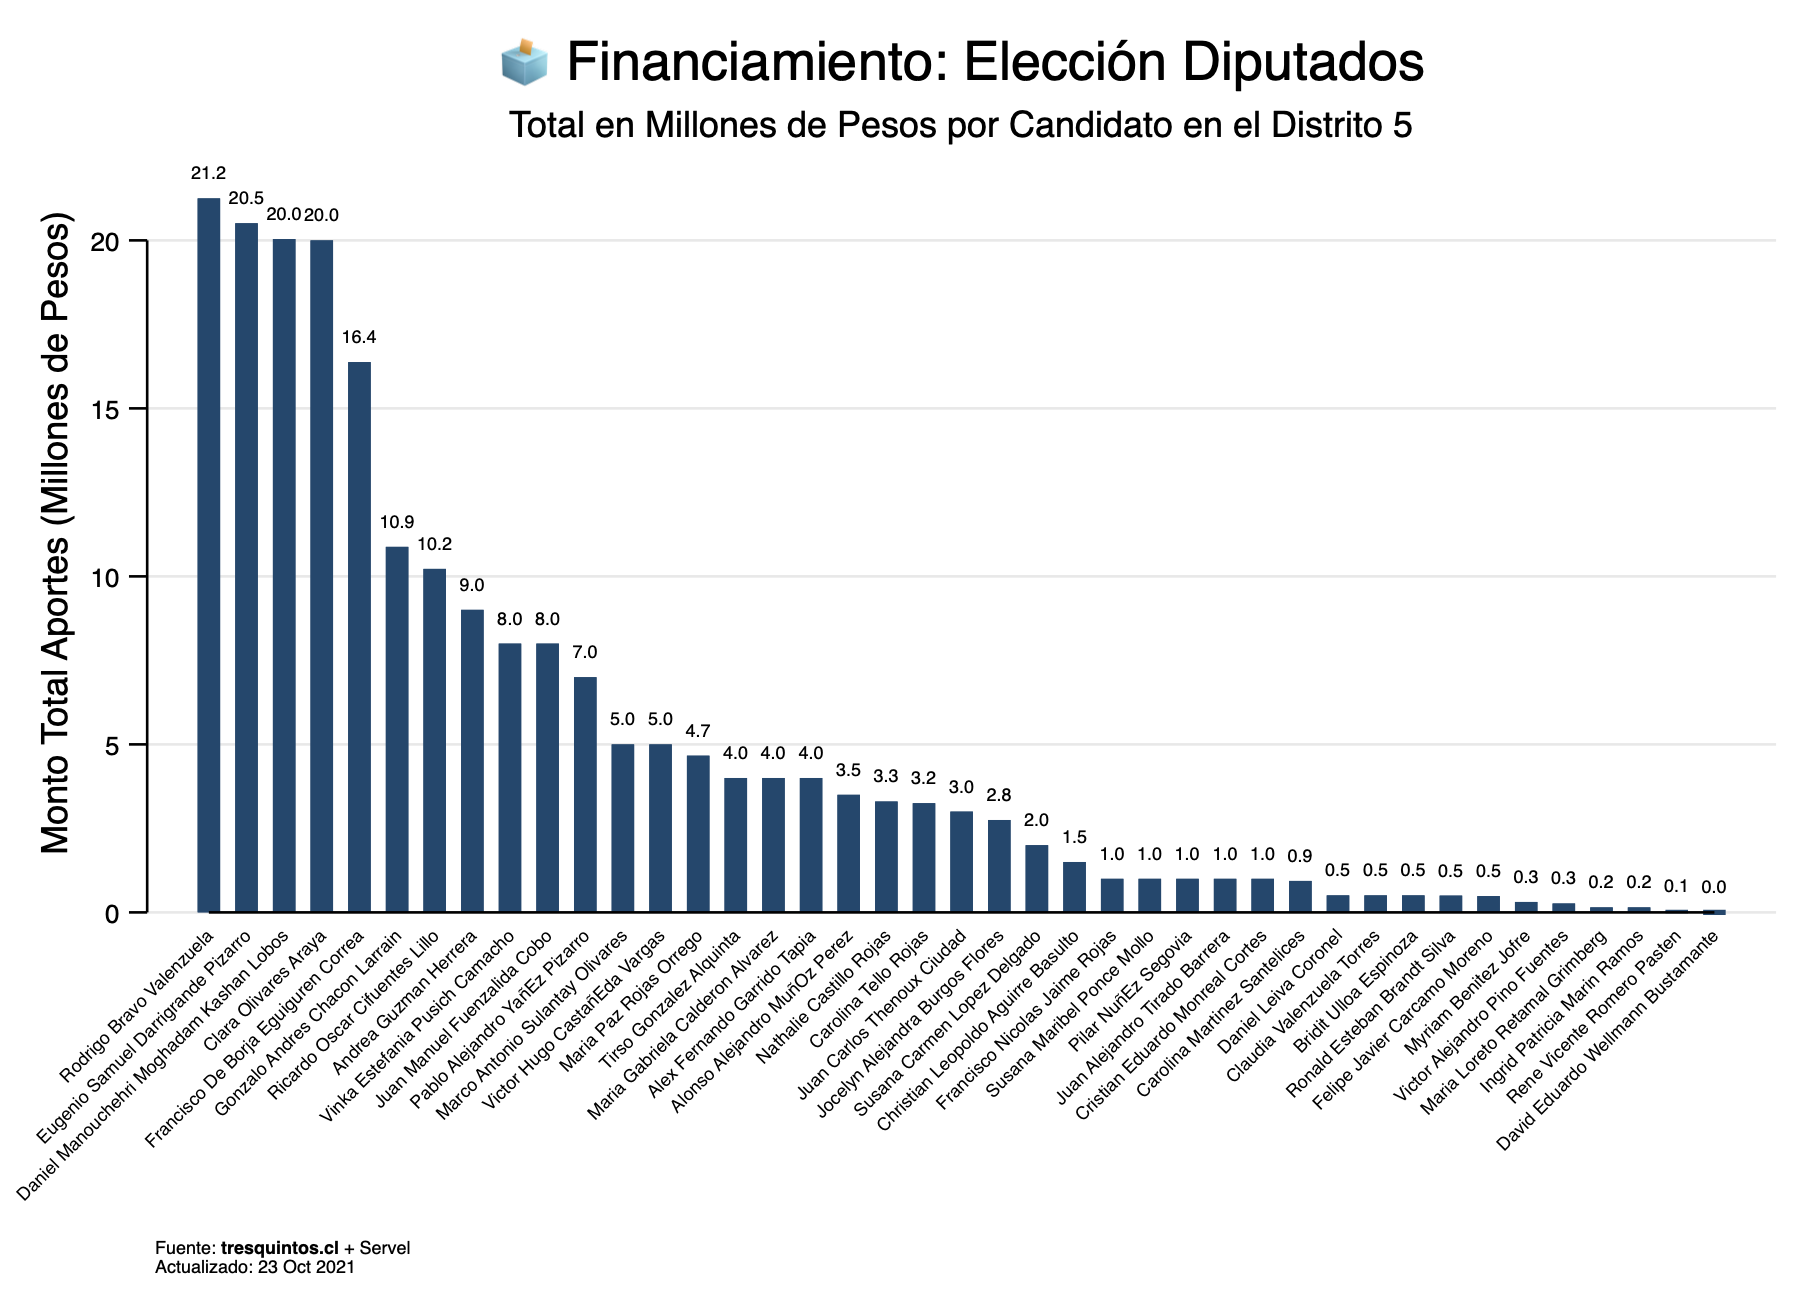 Financiamiento: Elección Diputados
Total en Millones de Pesos por Candidato en el Distrito 5
Monto Total Aportes (Millones de Pesos)
20
15
10
5
0
21.2
20.5
20.0
20.0
16.4
10.9
10.2
9.0
8.0
8.0
7.0
5.0
5.0
4.7
4.0
4.0
4.0
3.5
3.3
3.2
3.0
2.8
2.0
1.5
1.0
1.0
1.0
1.0
1.0
0.9
0.5
0.5
0.5
0.5
0.5
0.3
0.3
0.2
0.2
0.1
0.0
Rodrigo Bravo Valenzuela
Eugenio Samuel Darrigrande Pizarro
Daniel Manouchehri Moghadam Kashan Lobos
Clara Olivares Araya
Francisco De Borja Eguiguren Correa
Gonzalo Andres Chacon Larrain
Ricardo Oscar Cifuentes Lillo
Andrea Guzman Herrera
Vinka Estefania Pusich Camacho
Juan Manuel Fuenzalida Cobo
Pablo Alejandro YañEz Pizarro
Marco Antonio Sulantay Olivares
Victor Hugo CastañEda Vargas
Maria Paz Rojas Orrego
Tirso Gonzalez Alquinta
Maria Gabriela Calderon Alvarez
Alex Fernando Garrido Tapia
Alonso Alejandro MuñOz Perez
Nathalie Castillo Rojas
Carolina Tello Rojas
Juan Carlos Thenoux Ciudad
Jocelyn Alejandra Burgos Flores
Susana Carmen Lopez Delgado
Christian Leopoldo Aguirre Basulto
Francisco Nicolas Jaime Rojas
Susana Maribel Ponce Mollo
Pilar NuñEz Segovia
Juan Alejandro Tirado Barrera
Cristian Eduardo Monreal Cortes
Carolina Martinez Santelices
Daniel Leiva Coronel
Claudia Valenzuela Torres
Bridit Ulloa Espinoza
Ronald Esteban Brandt Silva
Felipe Javier Carcamo Moreno
Myriam Benitez Jofre
Victor Alejandro Pino Fuentes
Maria Loreto Retamal Grimberg
Ingrid Patricia Marin Ramos
Rene Vicente Romero Pasten
David Eduardo Wellmann Bustamante
Fuente: tresquintos.cl + Servel
Actualizado: 23 Oct 2021